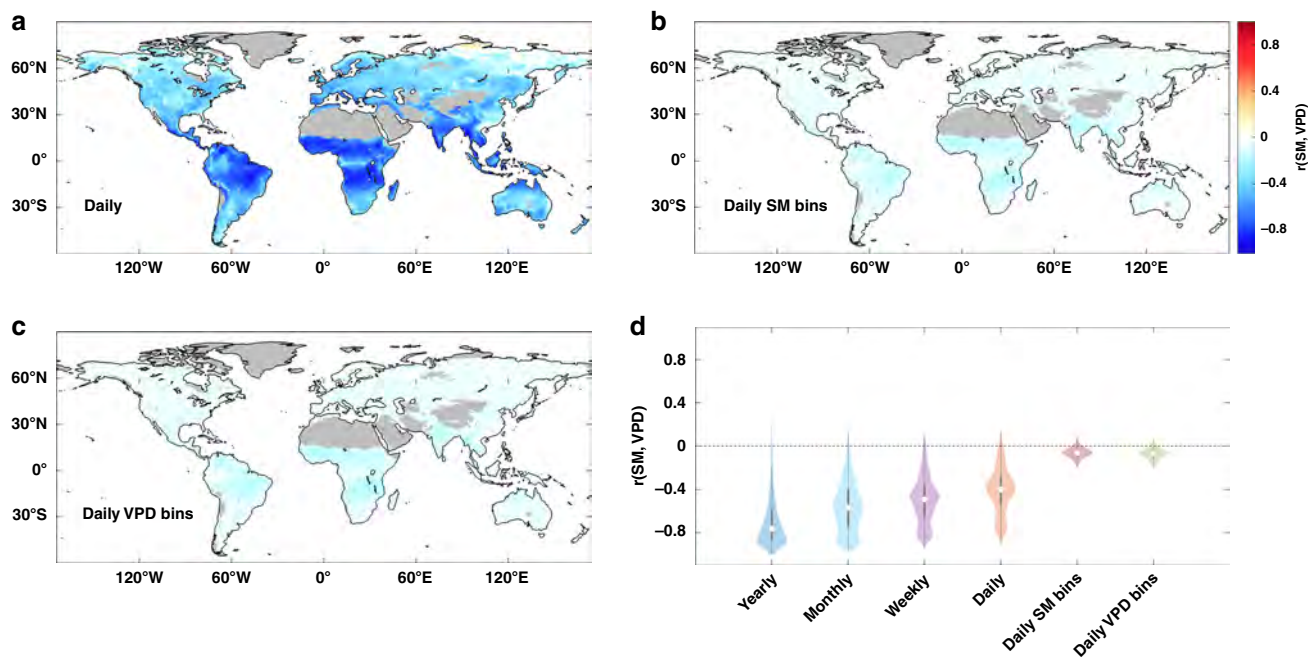 a
60°N
30°N
0°
30°S
Daily
120°W 60°W 0° 60°E 120°E
b
60°N
30°N
0°
30°S
Daily SM bins
120°W 60°W 0° 60°E 120°E
0.8
0.4
0
−0.4
−0.8
r(SM, VPD)
c
60°N
30°N
0°
30°S
Daily VPD bins
120°W 60°W 0° 60°E 120°E
d
r(SM, VPD)
0.8
0.4
0
−0.4
−0.8
Yearly
Monthly
Weekly
Daily
Daily SM bins
Daily VPD bins